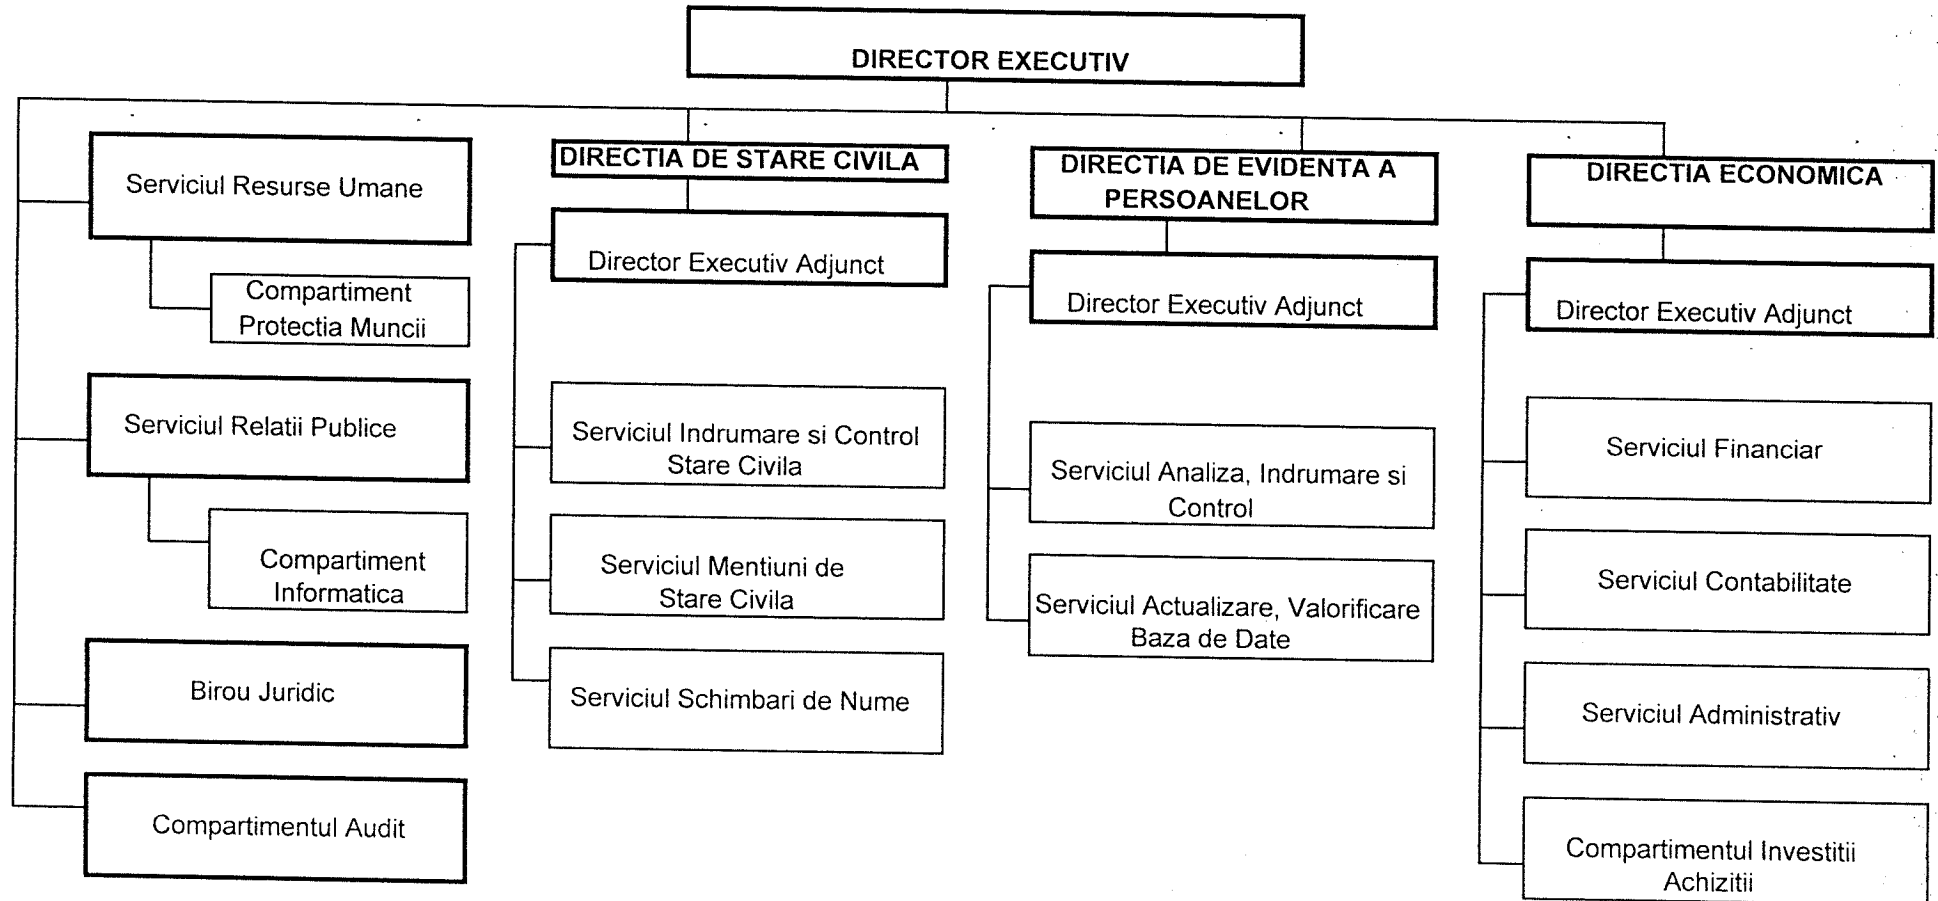 DIRECTOR EXECUTIV
Serviciul Resurse Umane
Compartiment
Protectia Muncii
Serviciul Relatii Publice
Compartiment
Informatica
Birou Juridic
Compartimentul Audit
DIRECTIA DE STARE CIVILA
Director Executiv Adjunct
Serviciul Indrumare si Control
Stare Civila
Serviciul Mentiuni de
Stare Civila
Serviciul Schimbari de Nume
DIRECTIA DE EVIDENTA A
PERSOANELOR
Director Executiv Adjunct
Serviciul Analiza, Indrumare si
Control
Serviciul Actualizare, Valorificare
Baza de Date
DIRECTIA ECONOMICA
Director Executiv Adjunct
Serviciul Financiar
Serviciul Contabilitate
Serviciul Administrativ
Compartimentul Investitii
Achizitii